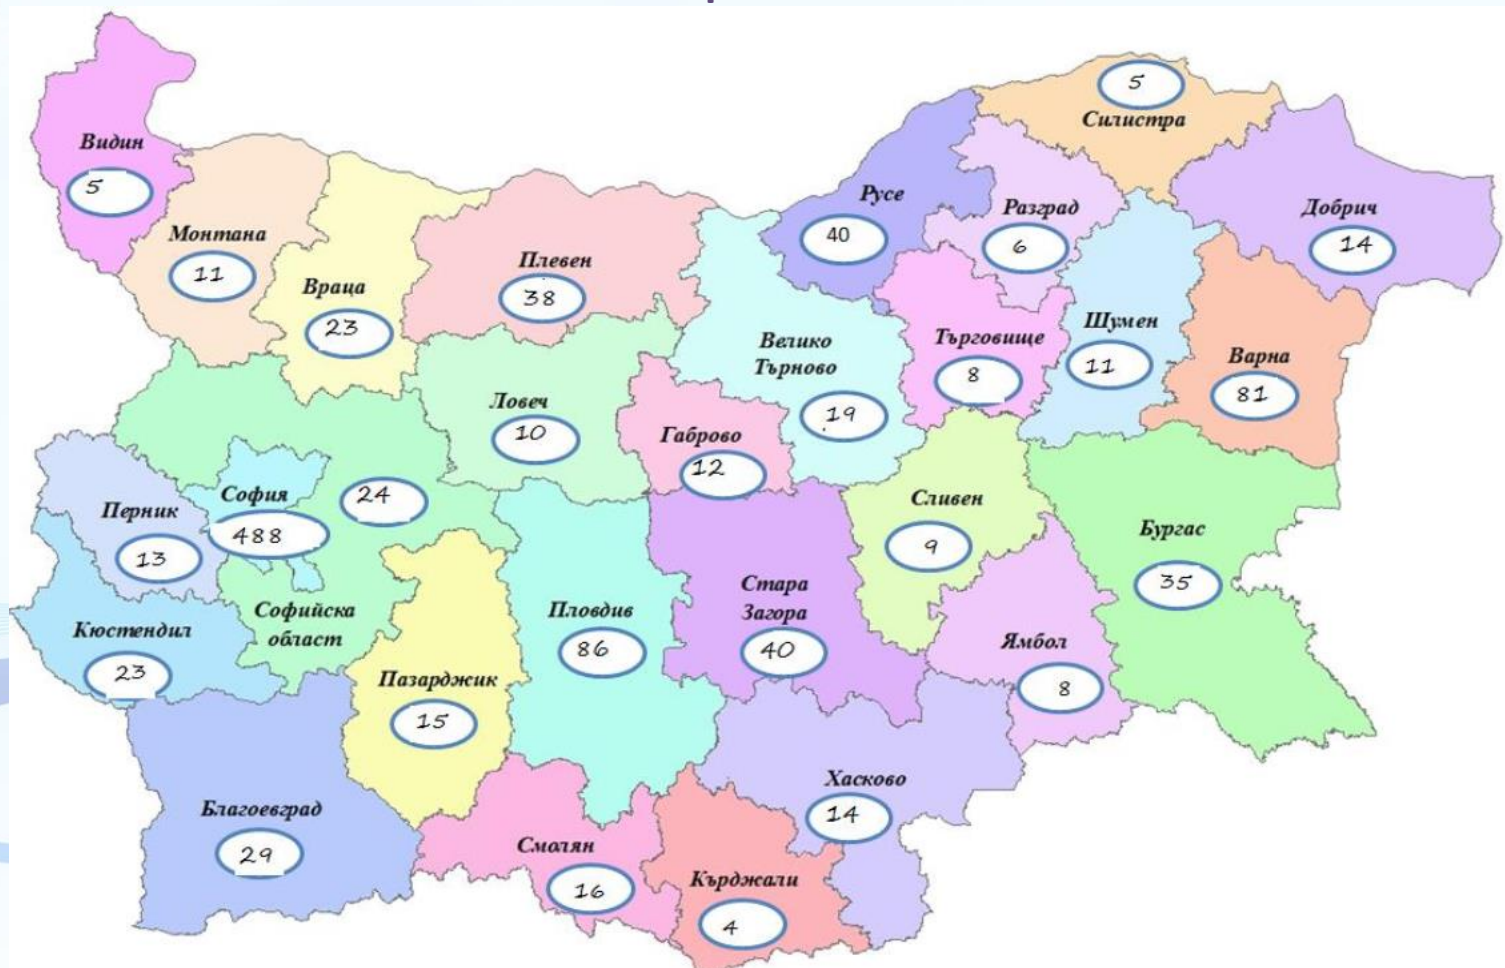 5
Силистра
Видин
5
Русе
40
Разград
6
Добрич
14
Монтана
11
Враца
23
Плевен
38
Велико
Търново
19
Търговище
8
Шумен
11
Варна
81
Ловеч
10
Габрово
12
София
488
24
Перник
13
Сливен
9
Бургас
35
Кюстендил
23
Софийска
област
Пловдив
86
Стара
Загора
40
Ямбол
8
Пазарджик
15
Хасково
14
Благоевград
29
Смолян
16
Кърджали
4